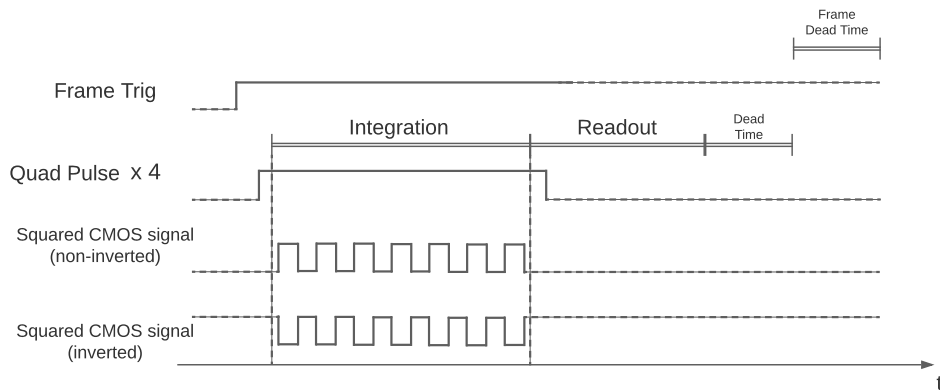 Frame
Dead Time
Frame Trig
Integration
Readout
Dead
Time
Quad Pulse x 4
Squared CMOS signal
(non-inverted)
Squared CMOS signal
(inverted)
t